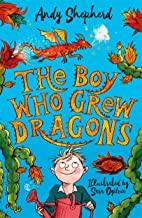 Andy Shepherd
THE BOY
WHO GREW
DRAGONS
Illustrated by
Sara Ogilvie